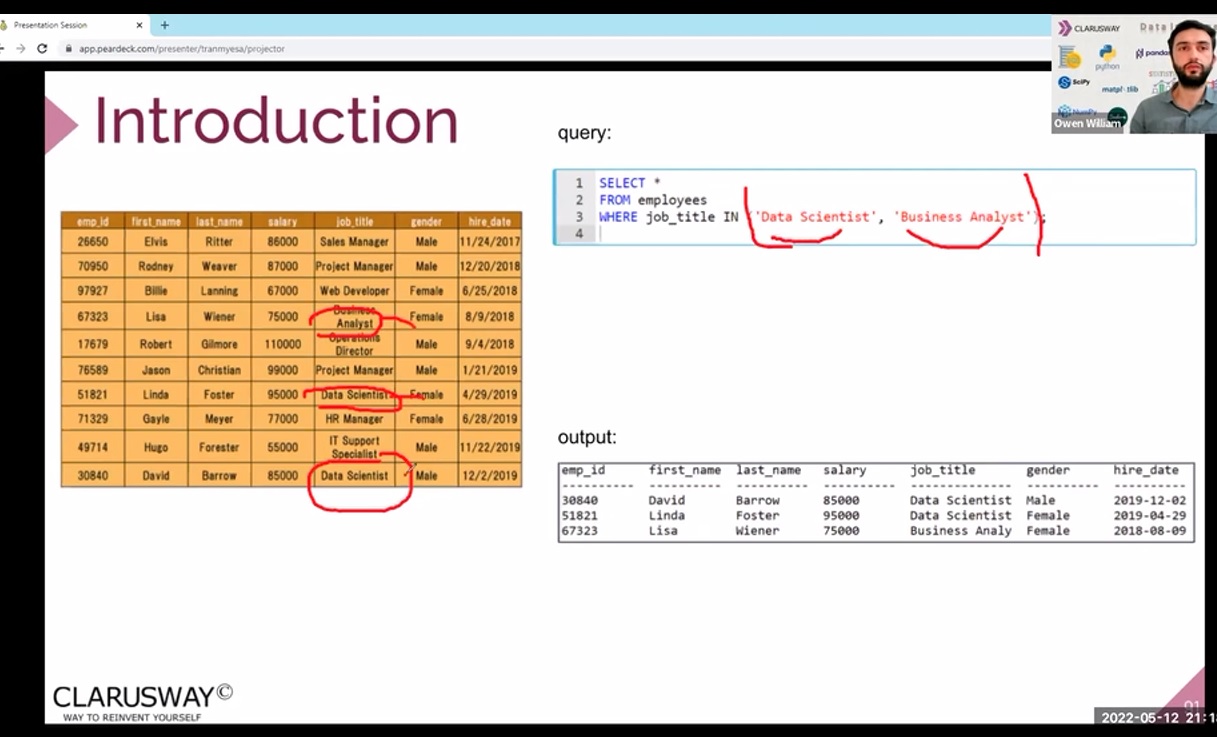 Presentation Session
app.peardeck.com/presenter/tranmyesa/projector
CLARUSWAY
python
pandas
SciPy
matplotlib
NumPy
Owen William
Introduction
emp_id first_name last_name salary job_title gender hire_date
26650 Elvis Ritter 86000 Sales Manager Male 11/24/2017
70950 Rodney Weaver 87000 Project Manager Male 12/20/2018
97927 Billie Lanning 67000 Web Developer Female 6/25/2018
67323 Lisa Wiener 75000 Business Analyst Female 8/9/2018
17679 Robert Gilmore 110000 Operations Director Male 9/4/2018
76589 Jason Christian 99000 Project Manager Male 1/21/2019
51821 Linda Foster 95000 Data Scientist Female 4/29/2019
71329 Gayle Meyer 77000 HR Manager Female 6/28/2019
49714 Hugo Forester 55000 IT Support Specialist Male 11/22/2019
30840 David Barrow 85000 Data Scientist Male 12/2/2019
query:
1 SELECT *
2 FROM employees
3 WHERE job_title IN ('Data Scientist', 'Business Analyst');
4
output:
emp_id first_name last_name salary job_title gender hire_date
---------- ---------- ---------- ---------- -------------- ---------- ----------
30840 David Barrow 85000 Data Scientist Male 2019-12-02
51821 Linda Foster 95000 Data Scientist Female 2019-04-29
67323 Lisa Wiener 75000 Business Analy Female 2018-08-09
CLARUSWAY©
WAY TO REINVENT YOURSELF
2022-05-12 21:1